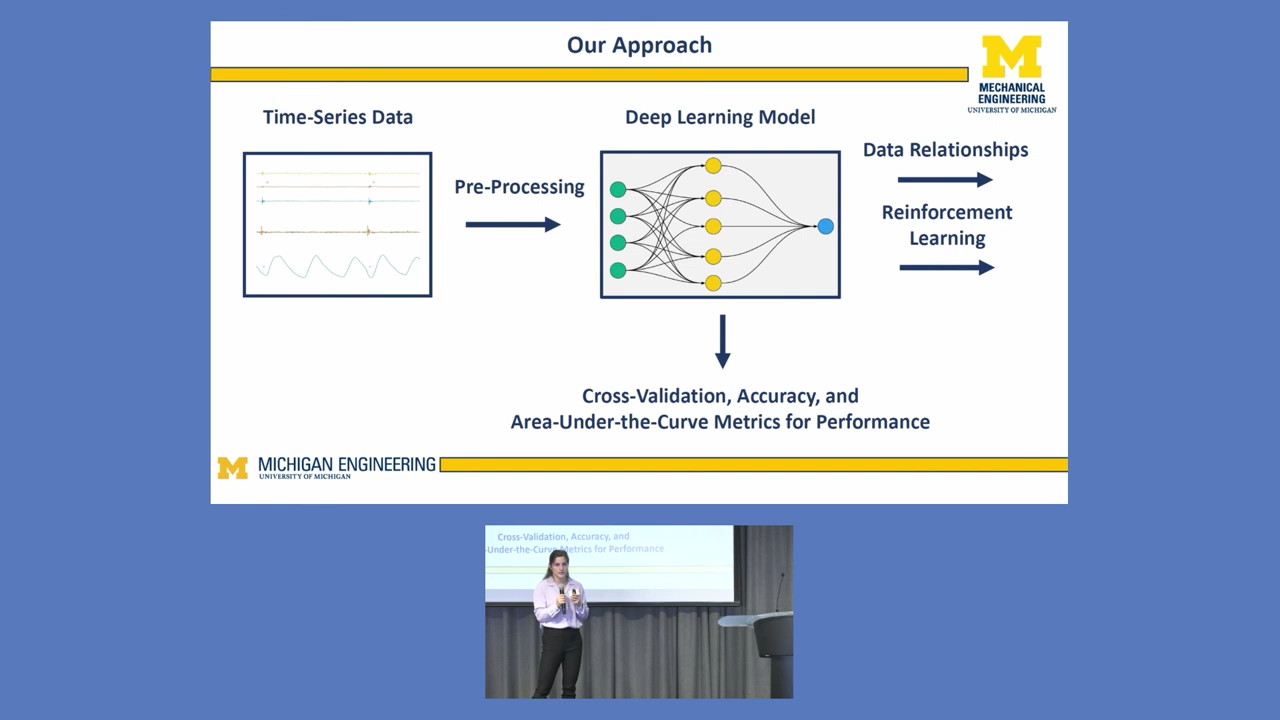 Our Approach
MECHANICAL
ENGINEERING
UNIVERSITY OF MICHIGAN
Time-Series Data
Pre-Processing
Deep Learning Model
Data Relationships
Reinforcement
Learning
Cross-Validation, Accuracy, and
Area-Under-the-Curve Metrics for Performance
MICHIGAN ENGINEERING
UNIVERSITY OF MICHIGAN
Cross-Validation, Accuracy, and
-Under-the-Curve Metrics for Performance